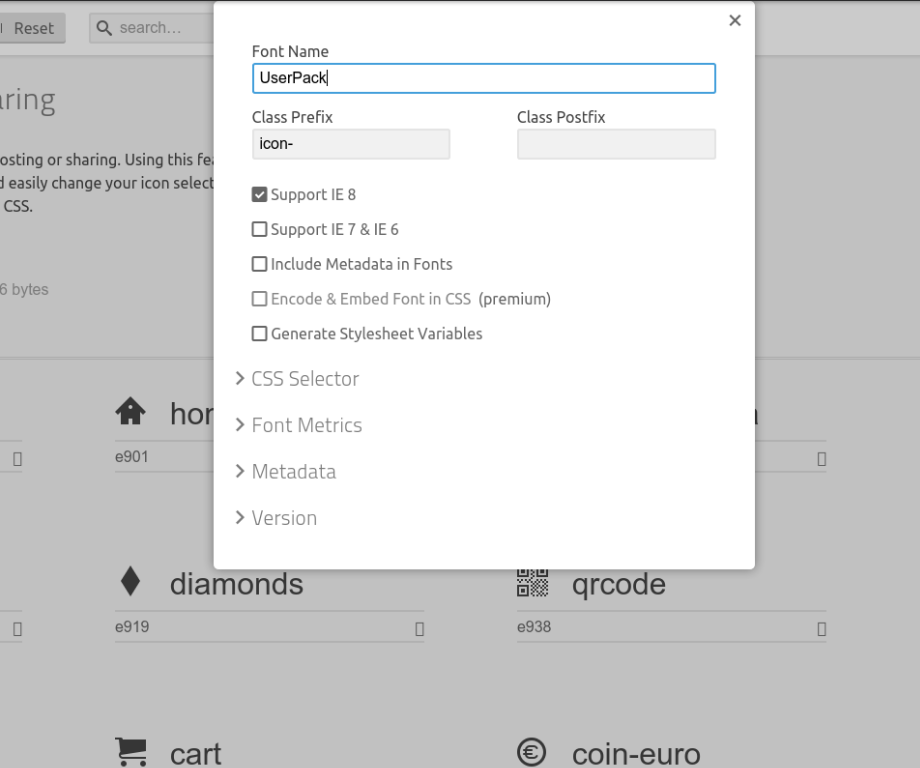 Reset
search...
Font Name
UserPack
aring
Class Prefix
Class Postfix
icon-
osting or sharing. Using this fea
d easily change your icon select
CSS.
Support IE 8
Support IE 7 & IE 6
Include Metadata in Fonts
6 bytes
Encode & Embed Font in CSS (premium)
Generate Stylesheet Variables
CSS Selector
Font Metrics
Metadata
Version
hor
e901
diamonds
qrcode
e919
e938
cart
coin-euro